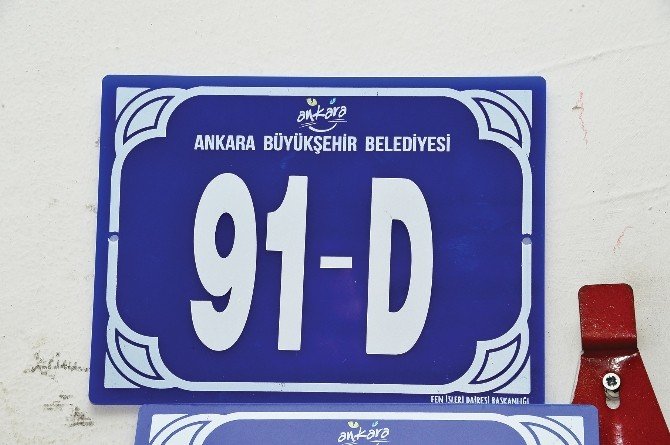 ankara
ANKARA BÜYÜKŞEHİR BELEDİYESİ
91-D
FEN İŞLERİ DAİRESİ BAŞKANLIĞI
ankara